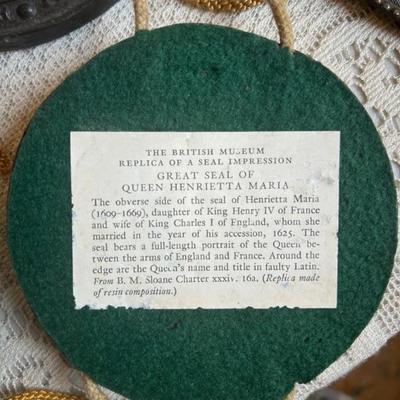 THE BRITISH MUSEUM
REPLICA OF A SEAL IMPRESSION
GREAT SEAL OF
QUEEN HENRIETTA MARIA
The obverse side of the seal of Henrietta Maria
(1609–1669), daughter of King Henry IV of France
and wife of King Charles I of England, whom she
married in the year of his accession, 1625. The
seal bears a full-length portrait of the Queen be-
tween the arms of England and France. Around the
edge are the Queen's name and title in faulty Latin.
From B. M. Sloane Charter xxxiv. 16a. (Replica made
of resin composition.)